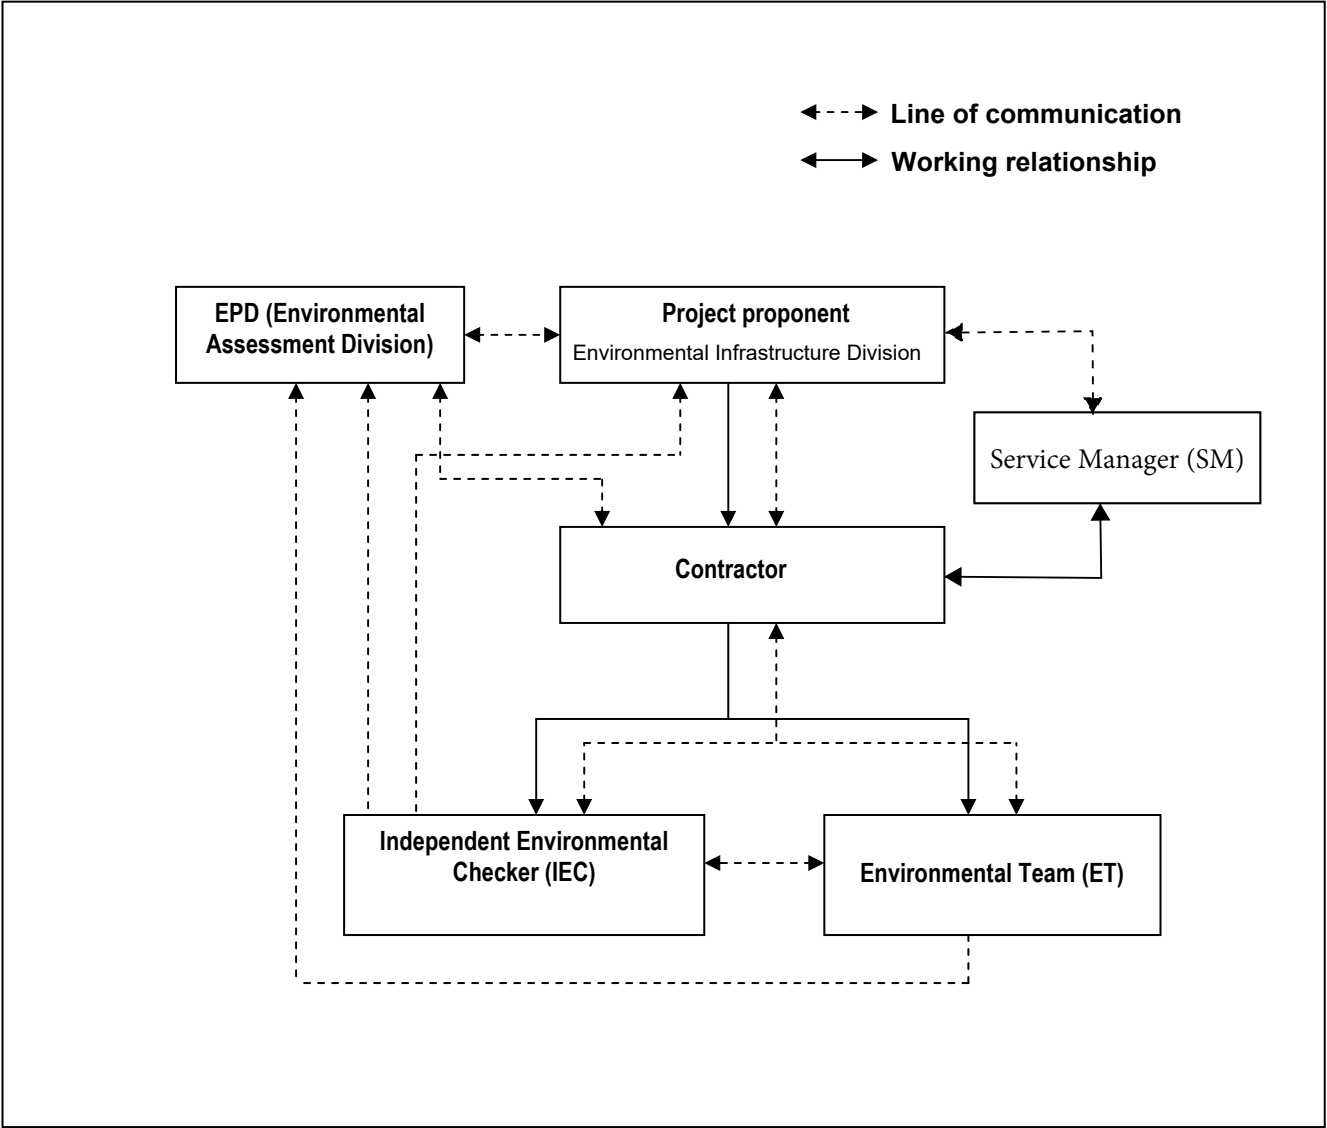 Line of communication
Working relationship
EPD (Environmental
Assessment Division)
Project proponent
Environmental Infrastructure Division
Service Manager (SM)
Contractor
Independent Environmental
Checker (IEC)
Environmental Team (ET)